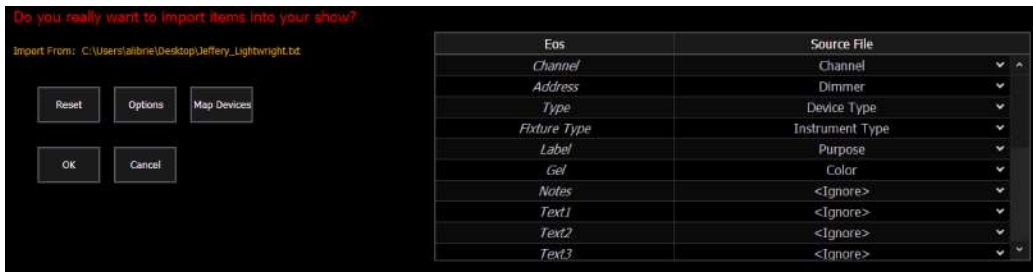 Do you really want to import items into your show?
Import From: C:\Users\alibrie\Desktop\Jeffery_Lightwright.txt
Reset Options Map Devices
OK Cancel
Eos Source File
Channel Channel
Address Dimmer
Type Device Type
Fixture Type Instrument Type
Label Purpose
Gel Color
Notes <Ignore>
Text1 <Ignore>
Text2 <Ignore>
Text3 <Ignore>